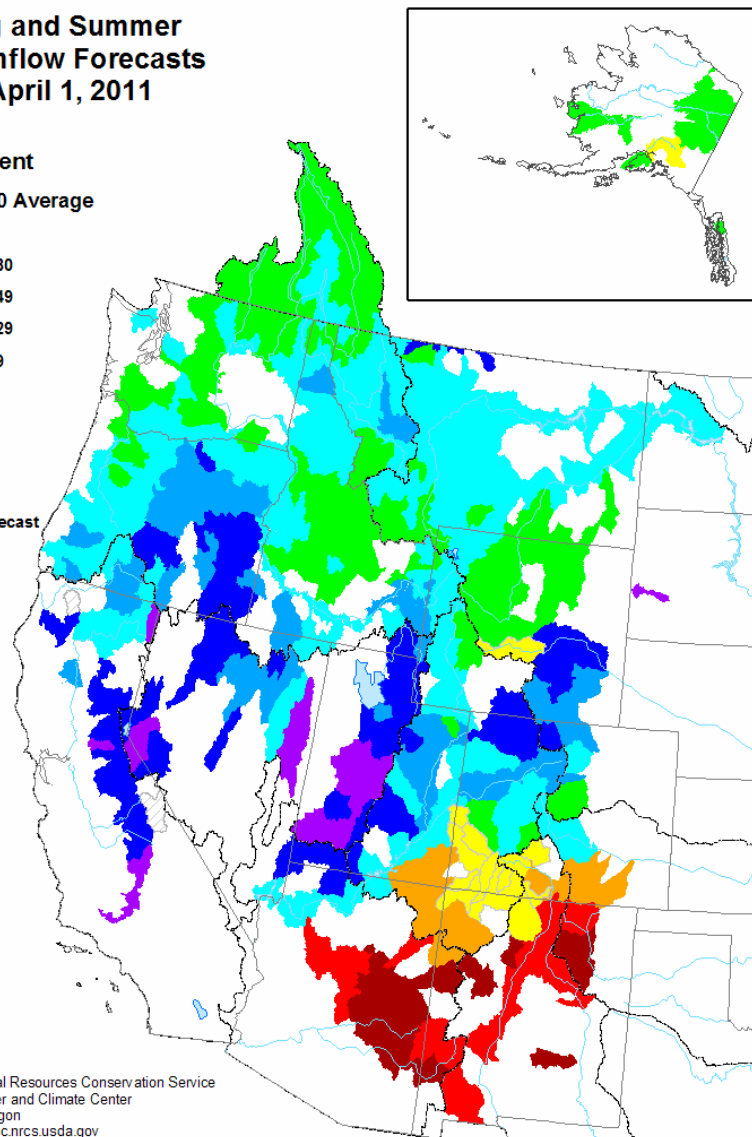 g and Summer
nflow Forecasts
April 1, 2011
ent
0 Average
80
49
29
9
ecast
al Resources Conservation Service
er and Climate Center
gon
c.nrcs.usda.gov